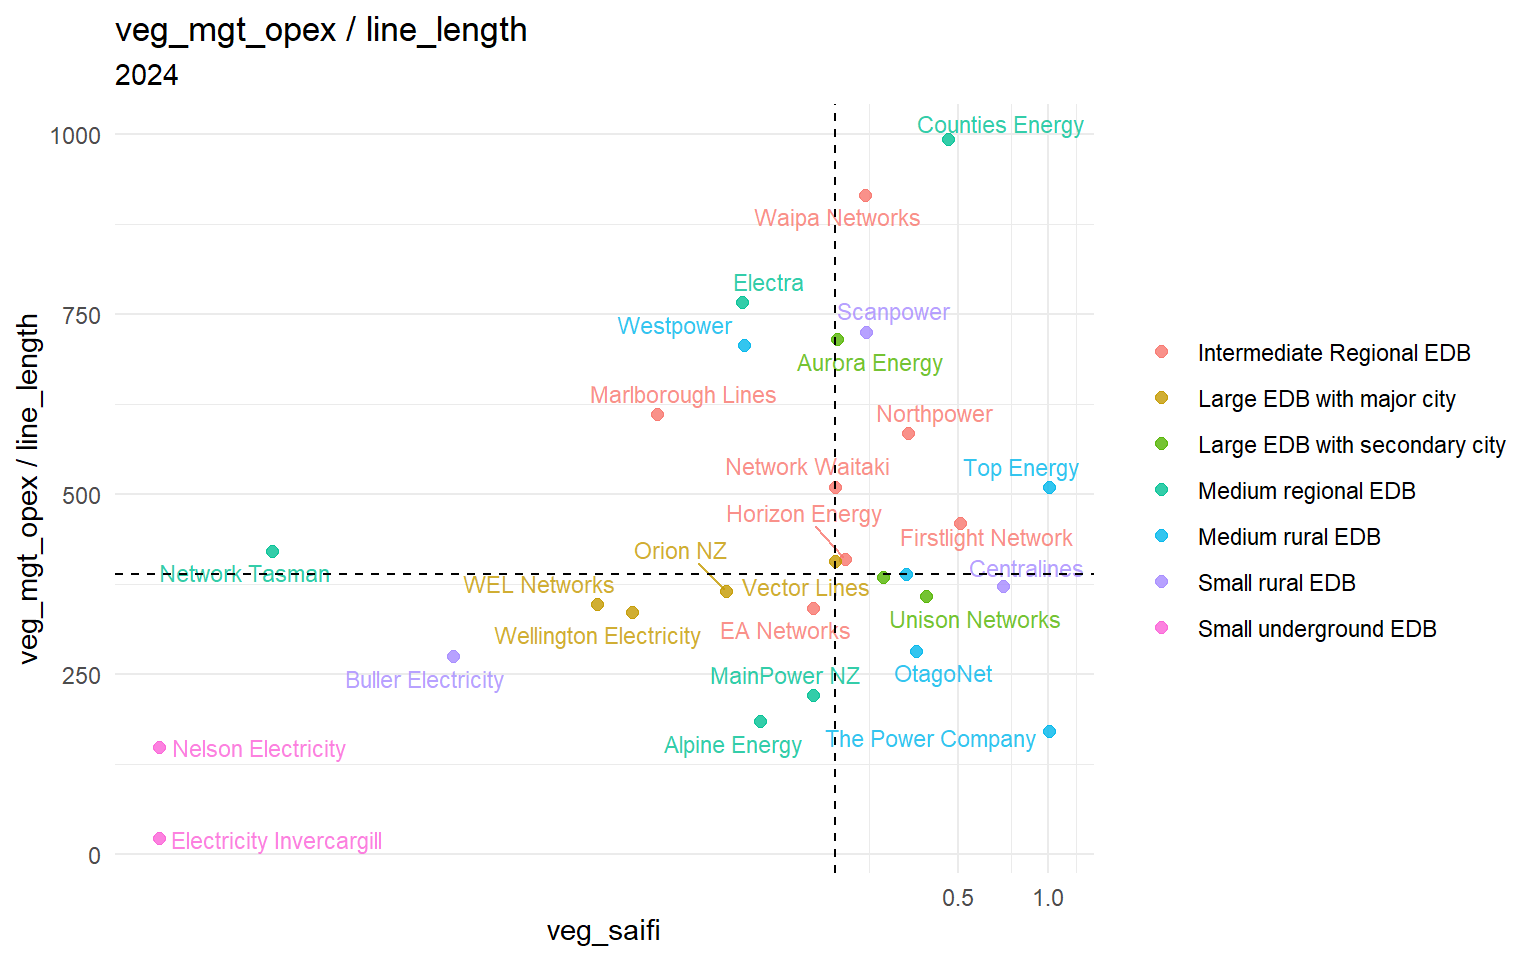 veg_mgt_opex / line_length
2024
Counties Energy
1000
Waipa Networks
Electra
Scanpower
750
Westpower
Aurora Energy
Marlborough Lines
Northpower
Network Waitaki
Top Energy
500
Horizon Energy
Firstlight Network
Orion NZ
Centralines
Network Tasman
WEL Networks
Vector Lines
Unison Networks
EA Networks
Wellington Electricity
250
MainPower NZ
OtagoNet
Buller Electricity
The Power Company
Alpine Energy
Nelson Electricity
Electricity Invercargill
0
0.5
1.0
veg_saifi
veg_mgt_opex / line_length
Intermediate Regional EDB
Large EDB with major city
Large EDB with secondary city
Medium regional EDB
Medium rural EDB
Small rural EDB
Small underground EDB